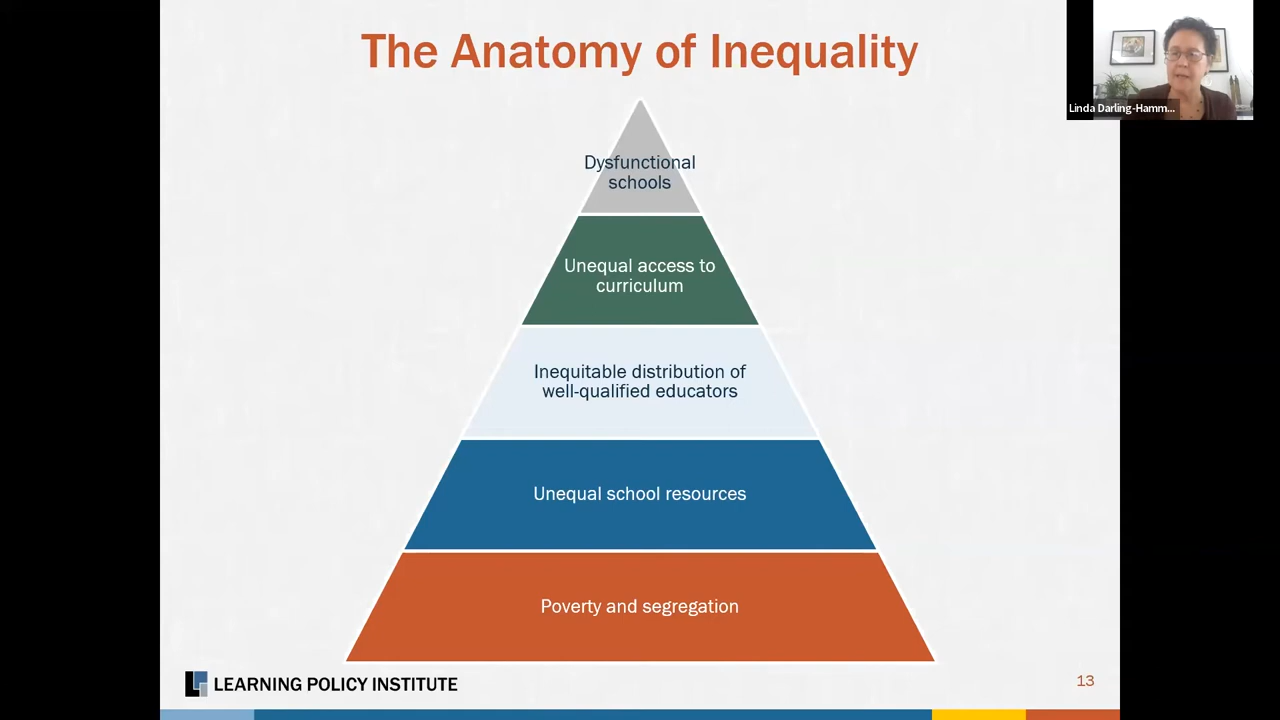 The Anatomy of Inequality
Linda Darling-Hamm...
Dysfunctional
schools
Unequal access to
curriculum
Inequitable distribution of
well-qualified educators
Unequal school resources
Poverty and segregation
LEARNING POLICY INSTITUTE
13